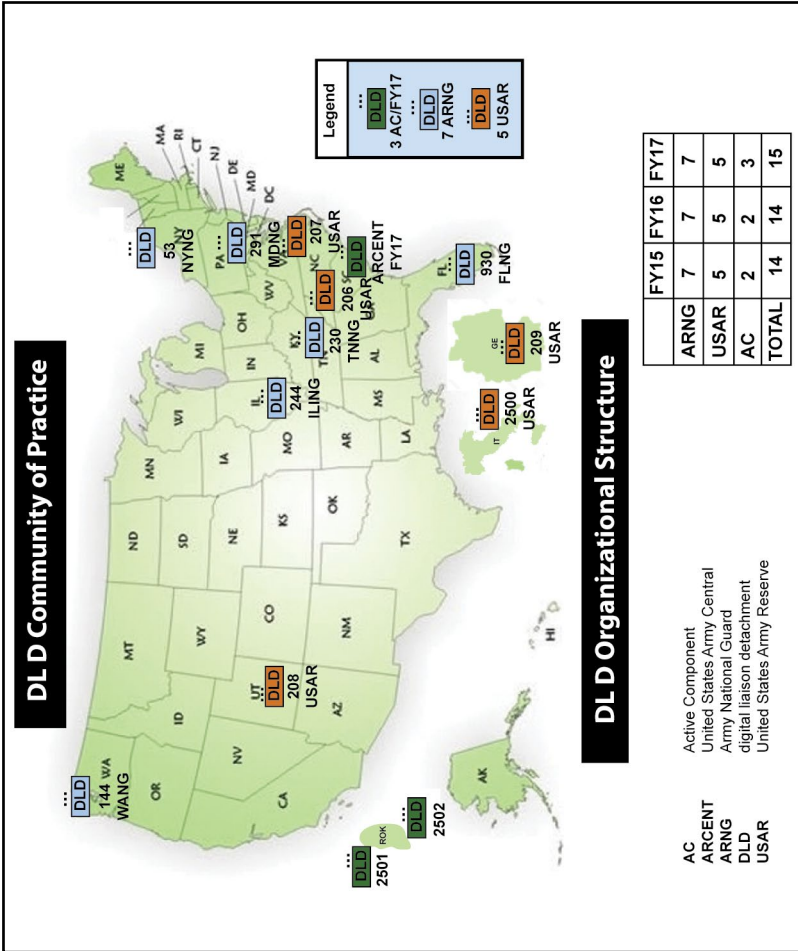 DL D Community of Practice
WA
OR
CA
NV
ID
MT
WY
UT
AZ
CO
NM
ND
SD
NE
KS
OK
TX
MN
IA
MO
AR
LA
WI
IL
MI
IN
OH
KY
TN
MS
AL
WV
VA
NC
SC
FL
PA
NY
ME
MA
RI
CT
NJ
DE
MD
DC
AK
HI
ROK
IT
GE
DLD
144
WANG
DLD
208
USAR
DLD
2501
DLD
2502
DLD
244
ILING
DLD
230
TNNG
DLD
206
USAR
DLD
207
USAR
DLD
291
MDNG
DLD
53
NYNG
DLD
ARCENT
FY17
DLD
930
FLNG
DLD
2500
USAR
DLD
209
USAR
Legend
DLD
3 AC/FY17
DLD
7 ARNG
DLD
5 USAR
DL D Organizational Structure
AC Active Component
ARCENT United States Army Central
ARNG Army National Guard
DLD digital liaison detachment
USAR United States Army Reserve
FY15 FY16 FY17
ARNG 7 7 7
USAR 5 5 5
AC 2 2 3
TOTAL 14 14 15